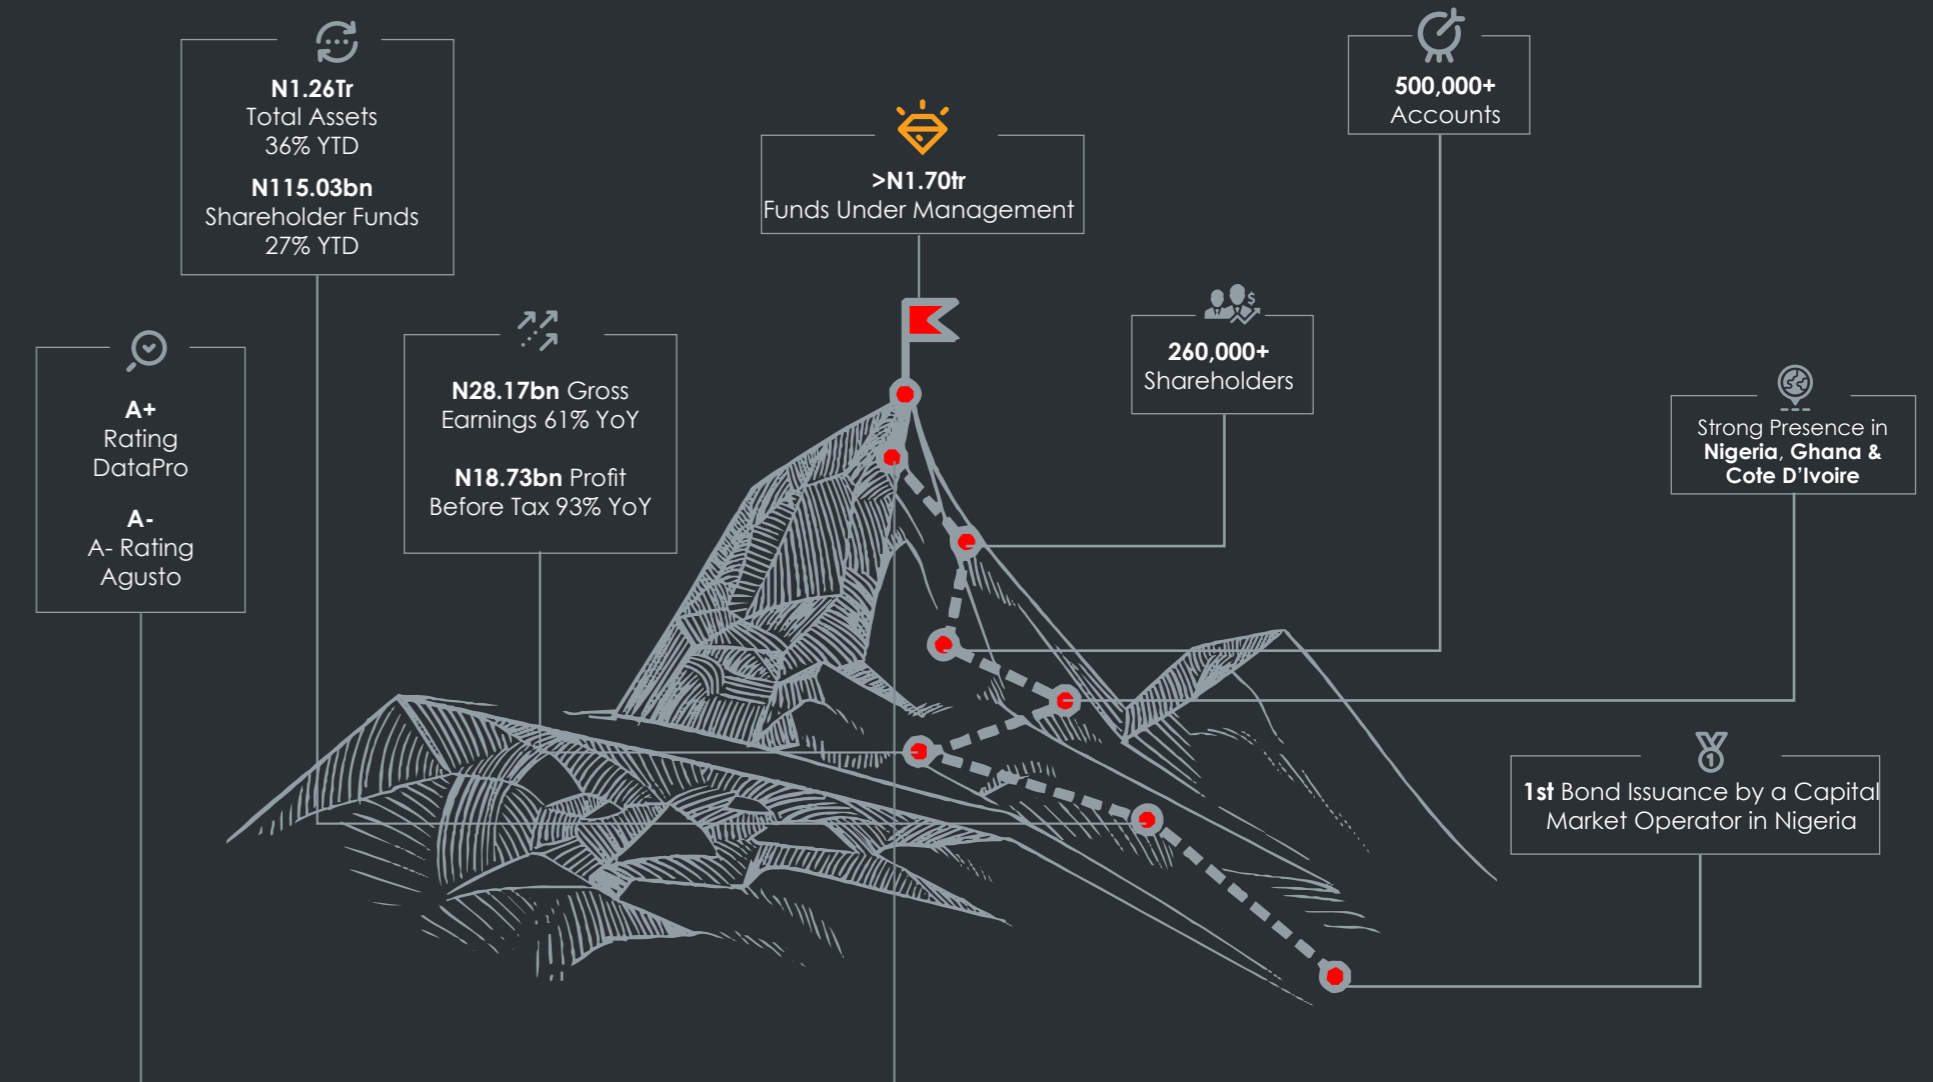 N1.26Tr
Total Assets
36% YTD
N115.03bn
Shareholder Funds
27% YTD
>N1.70tr
Funds Under Management
500,000+
Accounts
A+
Rating
DataPro
A-
A- Rating
Agusto
N28.17bn Gross
Earnings 61% YoY
N18.73bn Profit
Before Tax 93% YoY
260,000+
Shareholders
$
Strong Presence in
Nigeria, Ghana &
Cote D'Ivoire
1
1st Bond Issuance by a Capital
Market Operator in Nigeria